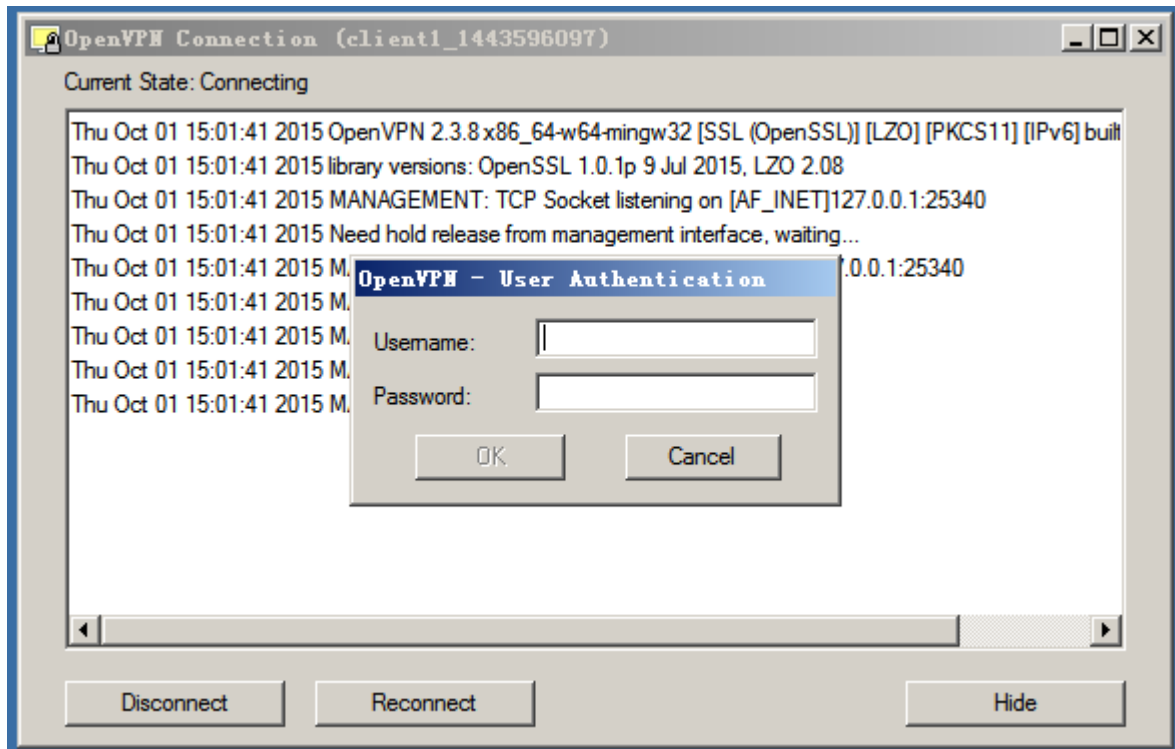 OpenVPN Connection (client1_1443596097)
Current State: Connecting
Thu Oct 01 15:01:41 2015 OpenVPN 2.3.8 x86_64-w64-mingw32 [SSL (OpenSSL)] [LZO] [PKCS11] [IPv6] built
Thu Oct 01 15:01:41 2015 library versions: OpenSSL 1.0.1p 9 Jul 2015, LZO 2.08
Thu Oct 01 15:01:41 2015 MANAGEMENT: TCP Socket listening on [AF_INET]127.0.0.1:25340
Thu Oct 01 15:01:41 2015 Need hold release from management interface, waiting...
Thu Oct 01 15:01:41 2015 M. .0.0.1:25340
Thu Oct 01 15:01:41 2015 M.
Thu Oct 01 15:01:41 2015 M.
Thu Oct 01 15:01:41 2015 M.
Thu Oct 01 15:01:41 2015 M.
OpenVPN - User Authentication
Username:
Password:
OK Cancel
Disconnect Reconnect Hide